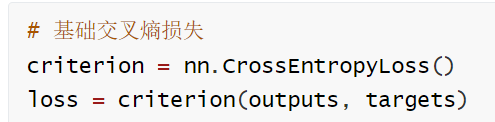 # 基础交叉熵损失
criterion = nn.CrossEntropyLoss()
loss = criterion(outputs, targets)